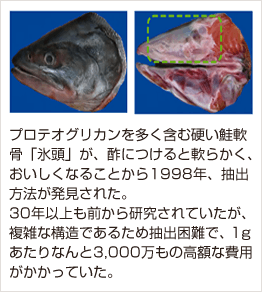 プロテオグリカンを多く含む硬い鮭軟
骨「氷頭」が、酢につけると軟らかく、
おいしくなることから1998年、抽出
方法が発見された。
30年以上も前から研究されていたが、
複雑な構造であるため抽出困難で、1g
あたりなんと3,000万もの高額な費用
がかかっていた。